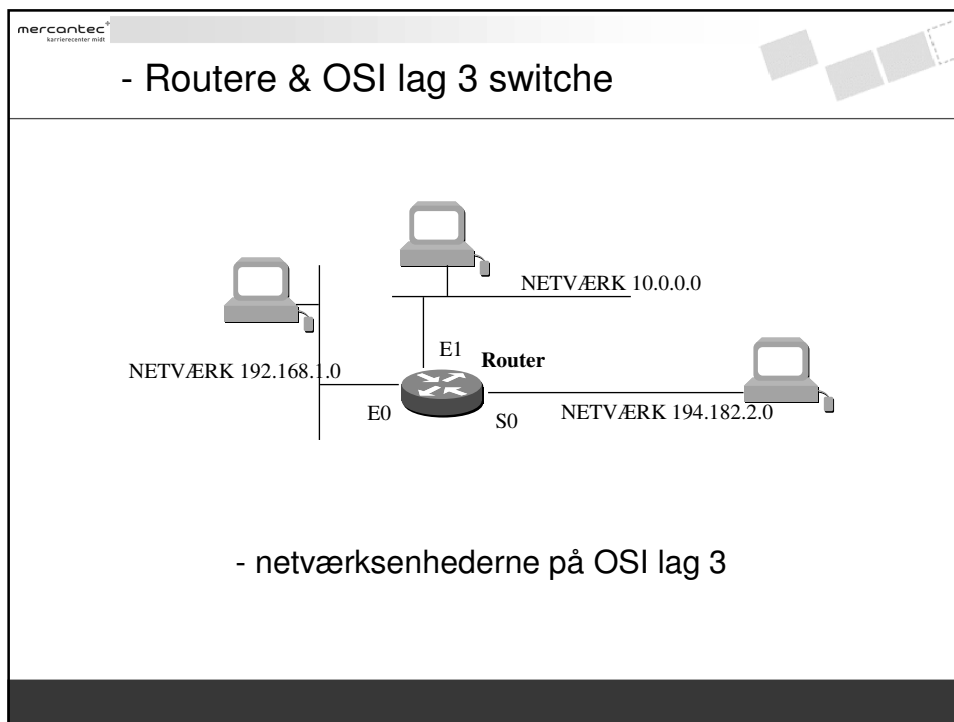 mercantec+
karrierecenter midt
- Routere & OSI lag 3 switche
NETVÆRK 10.0.0.0
E1
Router
NETVÆRK 192.168.1.0
E0
S0
NETVÆRK 194.182.2.0
- netværksenhederne på OSI lag 3